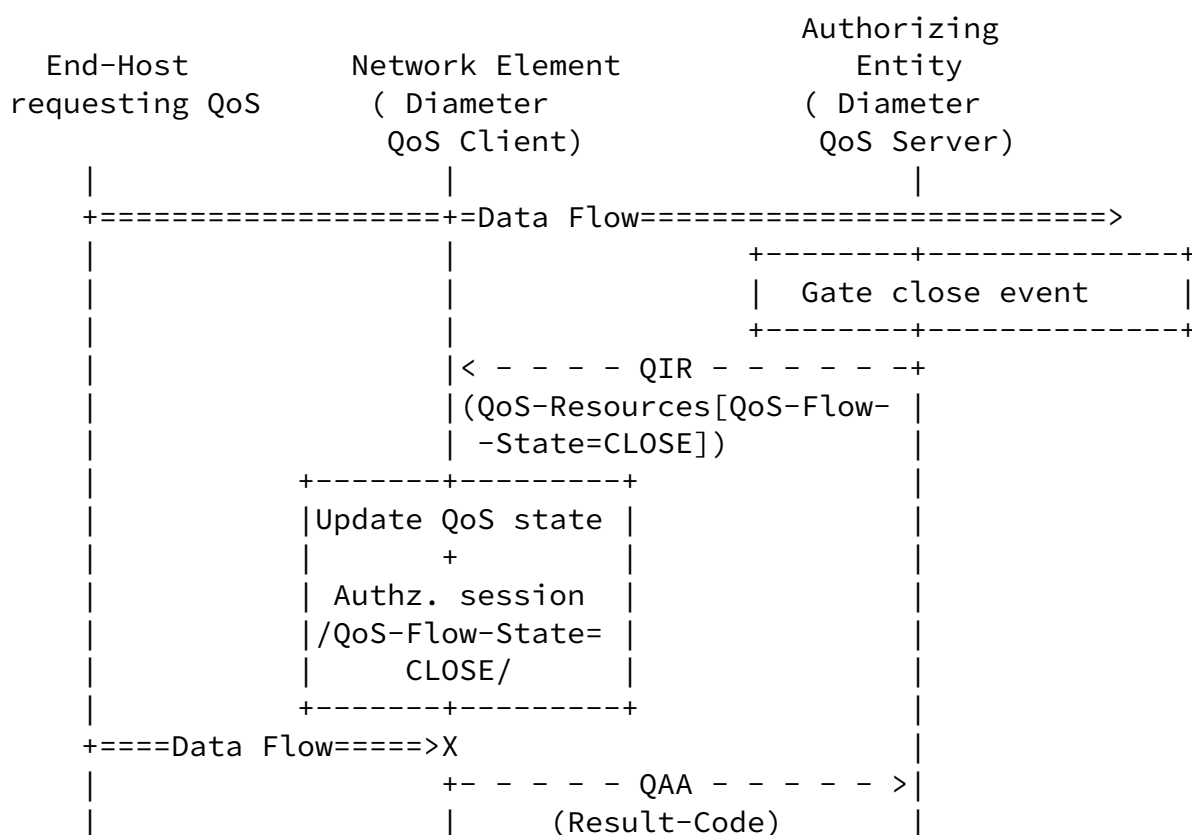 Authorizing
  End-Host         Network Element             Entity
requesting QoS      ( Diameter              ( Diameter
                     QoS Client)             QoS Server)
    |                   |                         |
    +===================+=Data Flow==========================>
    |                   |                +--------+--------------+
    |                   |                |  Gate close event     |
    |                   |                +--------+--------------+
    |                   |< - - - - QIR - - - - - -+
    |                   |(QoS-Resources[QoS-Flow- |
    |                   | -State=CLOSE])          |
    |           +-------+---------+               |
    |           |Update QoS state |               |
    |           |       +         |               |
    |           | Authz. session  |               |
    |           |/QoS-Flow-State= |               |
    |           |     CLOSE/      |               |
    |           +-------+---------+               |
    +====Data Flow=====>X                         |
    |                   +- - - - - QAA - - - - - >|
    |                   |     (Result-Code)       |